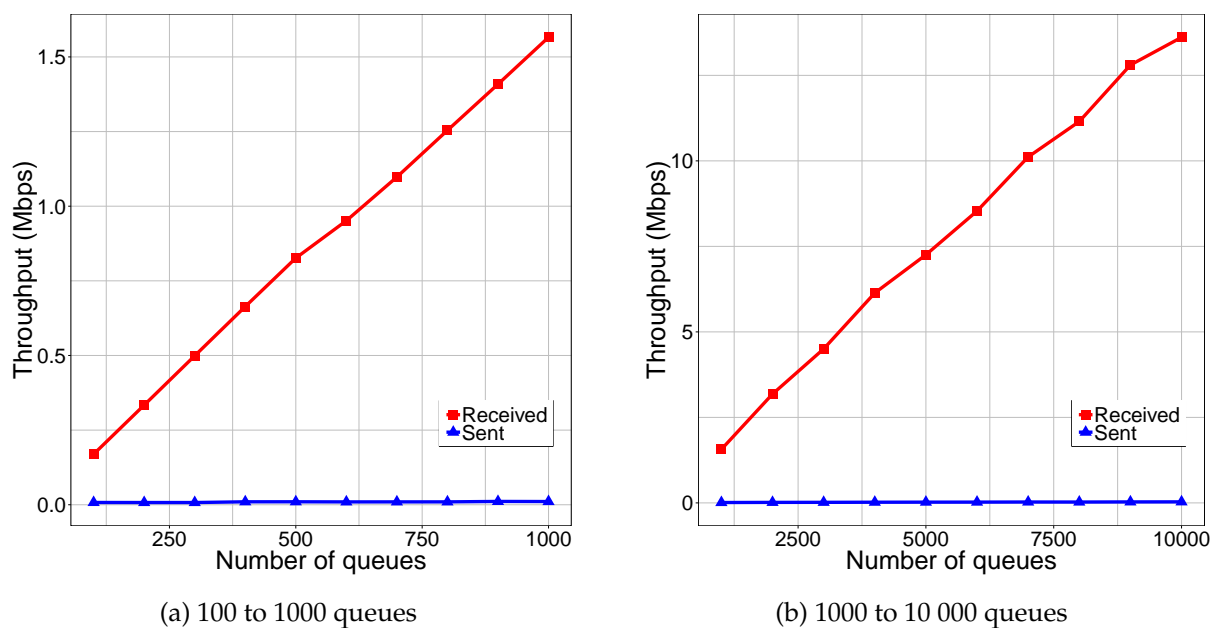 1.5
1.0
0.5
0.0
Throughput (Mbps)
Received
Sent
250 500 750 1000
Number of queues
(a) 100 to 1000 queues
10
5
0
Throughput (Mbps)
Received
Sent
2500 5000 7500 10000
Number of queues
(b) 1000 to 10 000 queues